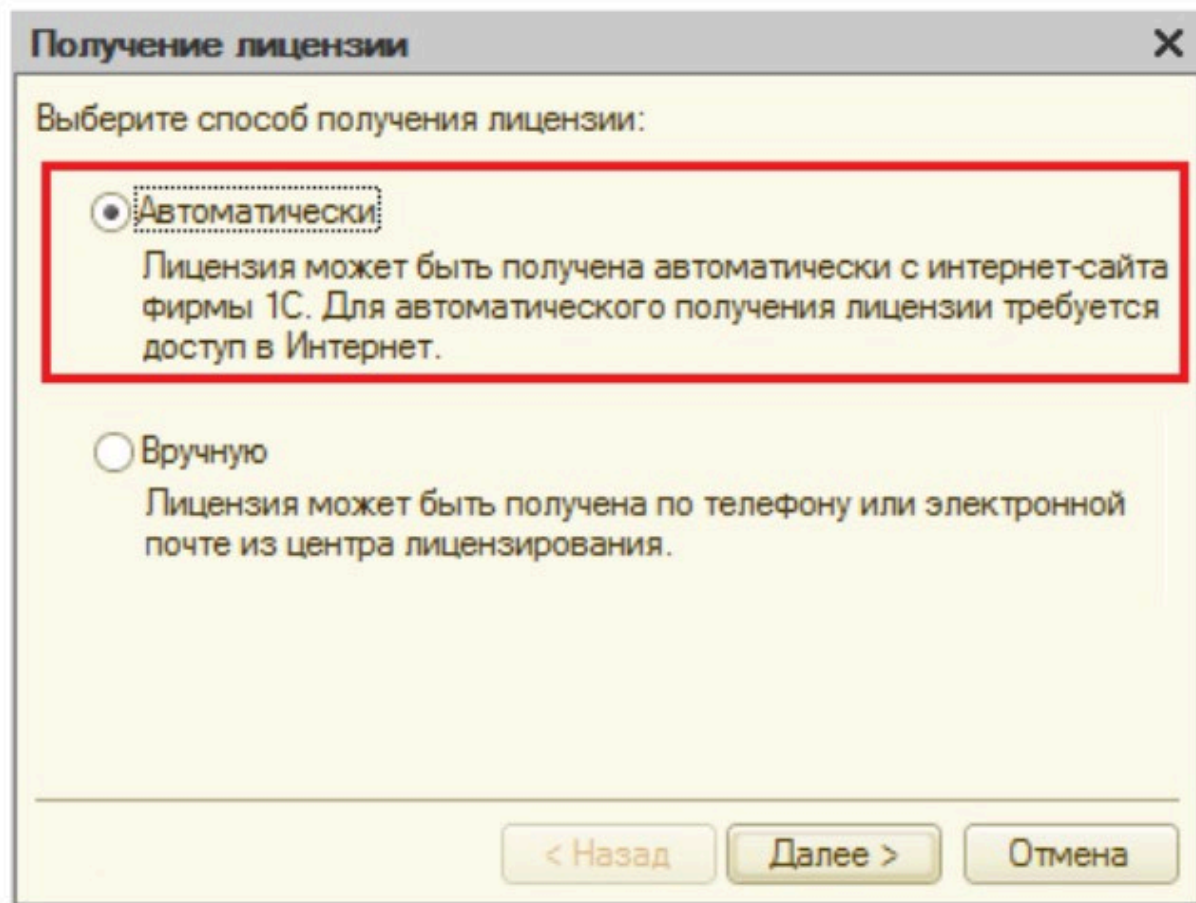 Получение лицензии
Выберите способ получения лицензии:
Автоматически
Лицензия может быть получена автоматически с интернет-сайта
фирмы 1С. Для автоматического получения лицензии требуется
доступ в Интернет.
Вручную
Лицензия может быть получена по телефону или электронной
почте из центра лицензирования.
< Назад Далее > Отмена